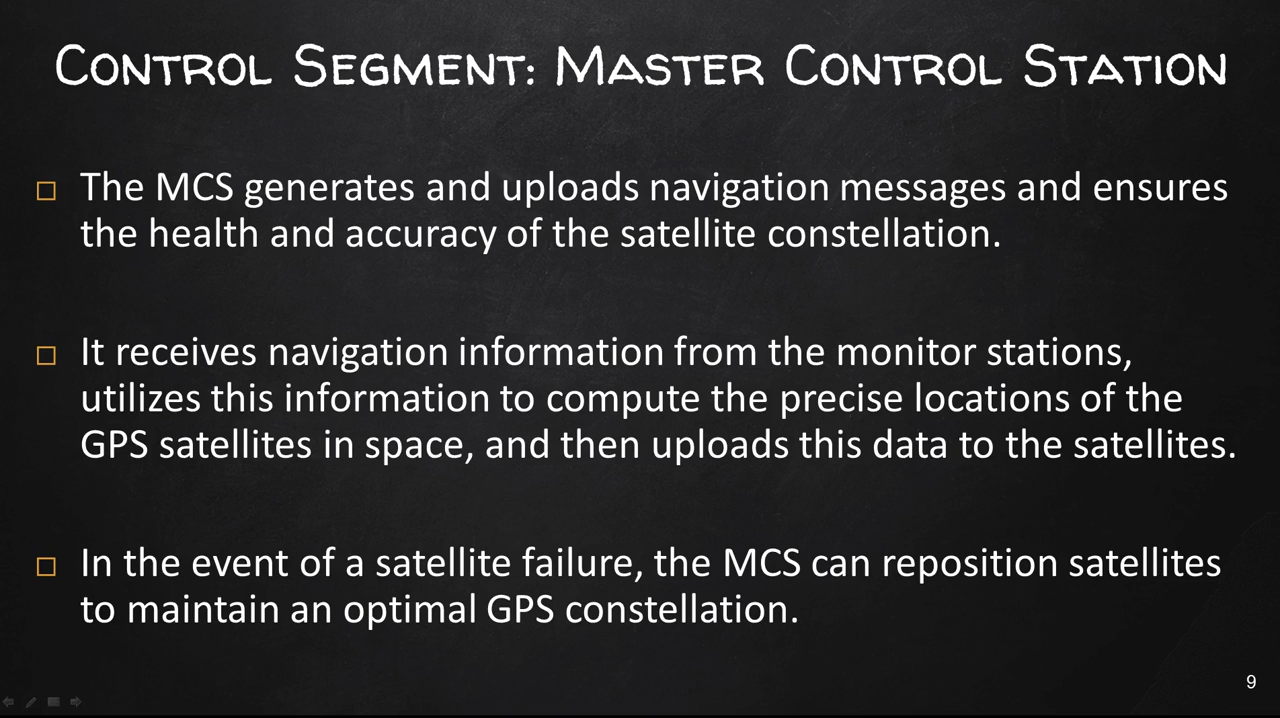 Control Segment: Master Control Station
□ The MCS generates and uploads navigation messages and ensures
the health and accuracy of the satellite constellation.
□ It receives navigation information from the monitor stations,
utilizes this information to compute the precise locations of the
GPS satellites in space, and then uploads this data to the satellites.
□ In the event of a satellite failure, the MCS can reposition satellites
to maintain an optimal GPS constellation.
9